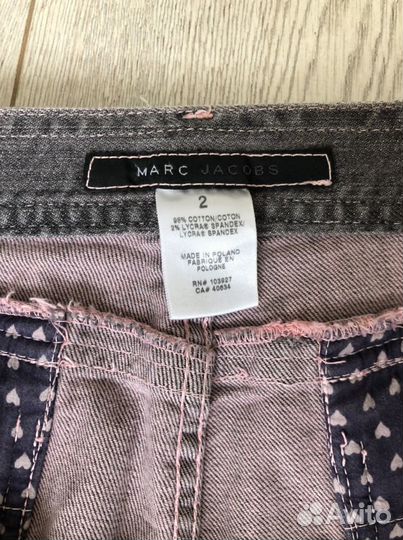 MARC JACOBS
2
98% COTTON/COTON
2% LYCRA® SPANDEX/
LYCRA® SPANDEX
MADE IN POLAND
FABRIQUE EN
POLOGNE
RN# 103927
CA# 40634
Avito